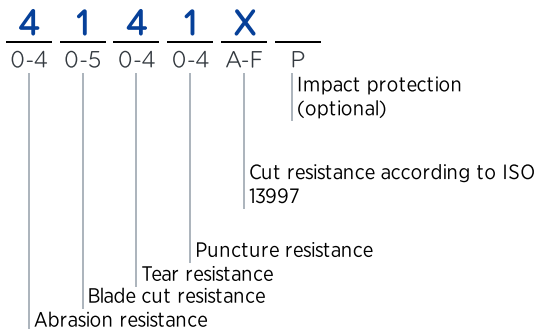 4 1 4 1 X
0-4 0-5 0-4 0-4 A-F P
Impact protection
(optional)
Cut resistance according to ISO
13997
Puncture resistance
Tear resistance
Blade cut resistance
Abrasion resistance